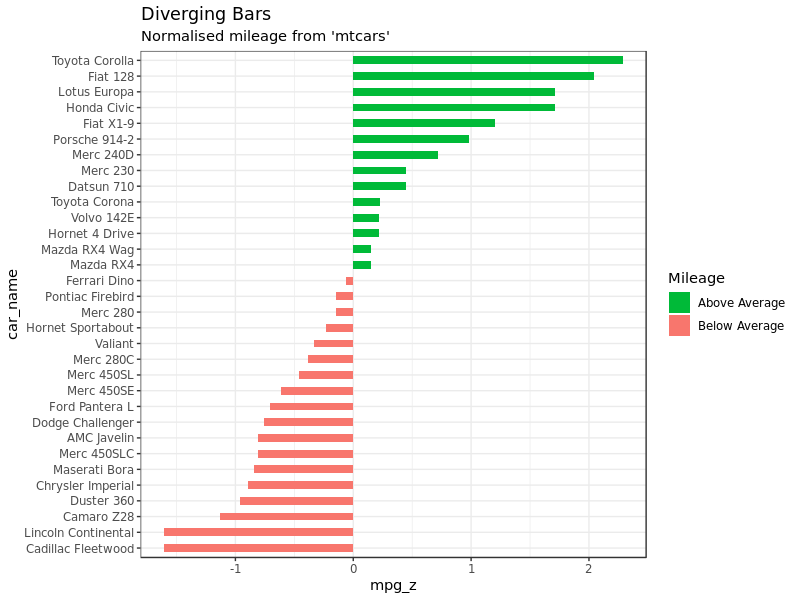 Diverging Bars
Normalised mileage from 'mtcars'
Toyota Corolla
Fiat 128
Lotus Europa
Honda Civic
Fiat X1-9
Porsche 914-2
Merc 240D
Merc 230
Datsun 710
Toyota Corona
Volvo 142E
Hornet 4 Drive
Mazda RX4 Wag
Mazda RX4
Ferrari Dino
Pontiac Firebird
Merc 280
Hornet Sportabout
Valiant
Merc 280C
Merc 450SL
Merc 450SE
Ford Pantera L
Dodge Challenger
AMC Javelin
Merc 450SLC
Maserati Bora
Chrysler Imperial
Duster 360
Camaro Z28
Lincoln Continental
Cadillac Fleetwood
car_name
-1 0 1 2
mpg_z
Mileage
Above Average
Below Average